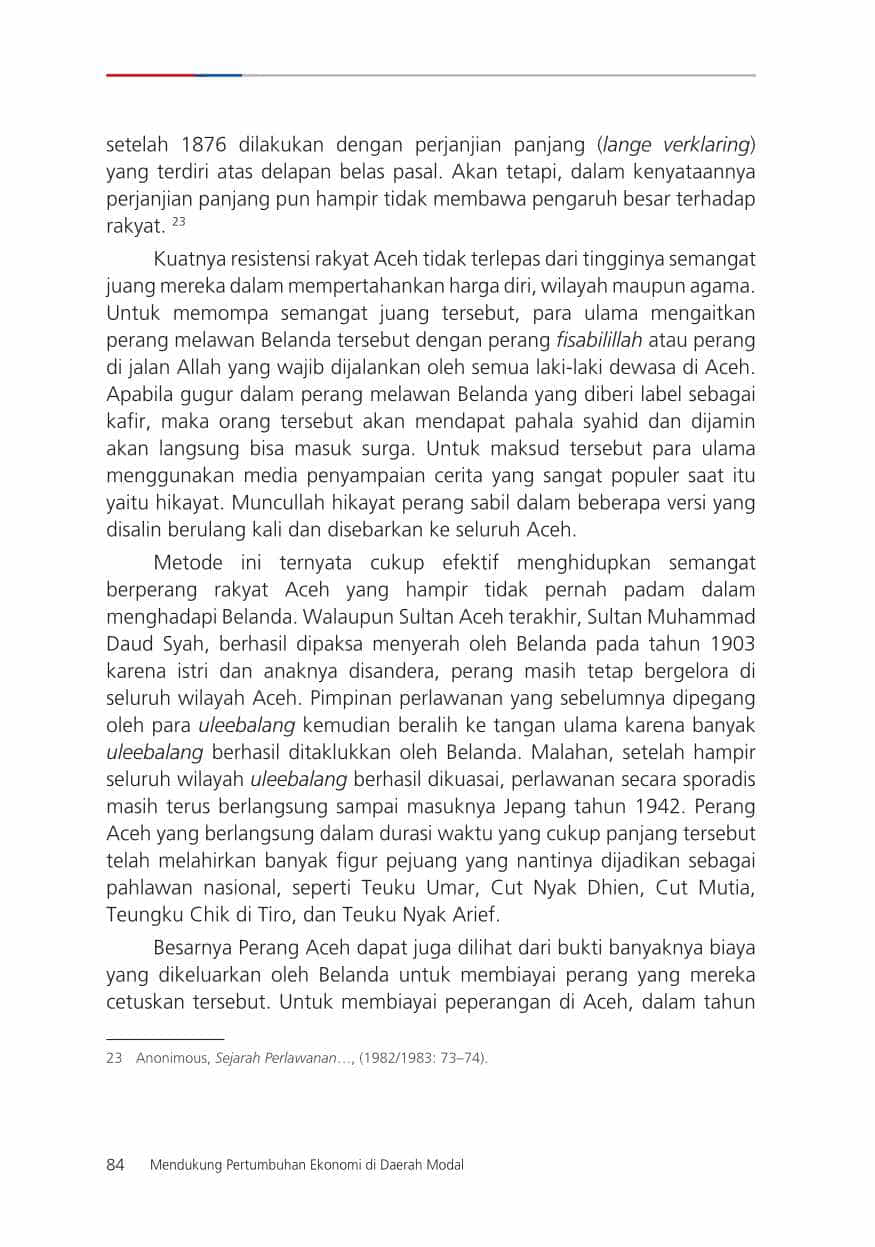 setelah 1876 dilakukan dengan perjanjian panjang (lange verklaring)
yang terdiri atas delapan belas pasal. Akan tetapi, dalam kenyataannya
perjanjian panjang pun hampir tidak membawa pengaruh besar terhadap
rakyat. 23
Kuatnya resistensi rakyat Aceh tidak terlepas dari tingginya semangat
juang mereka dalam mempertahankan harga diri, wilayah maupun agama.
Untuk memompa semangat juang tersebut, para ulama mengaitkan
perang melawan Belanda tersebut dengan perang fisabilillah atau perang
di jalan Allah yang wajib dijalankan oleh semua laki-laki dewasa di Aceh.
Apabila gugur dalam perang melawan Belanda yang diberi label sebagai
kafir, maka orang tersebut akan mendapat pahala syahid dan dijamin
akan langsung bisa masuk surga. Untuk maksud tersebut para ulama
menggunakan media penyampaian cerita yang sangat populer saat itu
yaitu hikayat. Muncullah hikayat perang sabil dalam beberapa versi yang
disalin berulang kali dan disebarkan ke seluruh Aceh.
Metode ini ternyata cukup efektif menghidupkan semangat
berperang rakyat Aceh yang hampir tidak pernah padam dalam
menghadapi Belanda. Walaupun Sultan Aceh terakhir, Sultan Muhammad
Daud Syah, berhasil dipaksa menyerah oleh Belanda pada tahun 1903
karena istri dan anaknya disandera, perang masih tetap bergelora di
seluruh wilayah Aceh. Pimpinan perlawanan yang sebelumnya dipegang
oleh para uleebalang kemudian beralih ke tangan ulama karena banyak
uleebalang berhasil ditaklukkan oleh Belanda. Malahan, setelah hampir
seluruh wilayah uleebalang berhasil dikuasai, perlawanan secara sporadis
masih terus berlangsung sampai masuknya Jepang tahun 1942. Perang
Aceh yang berlangsung dalam durasi waktu yang cukup panjang tersebut
telah melahirkan banyak figur pejuang yang nantinya dijadikan sebagai
pahlawan nasional, seperti Teuku Umar, Cut Nyak Dhien, Cut Mutia,
Teungku Chik di Tiro, dan Teuku Nyak Arief.
Besarnya Perang Aceh dapat juga dilihat dari bukti banyaknya biaya
yang dikeluarkan oleh Belanda untuk membiayai perang yang mereka
cetuskan tersebut. Untuk membiayai peperangan di Aceh, dalam tahun
23 Anonimous, Sejarah Perlawanan…, (1982/1983: 73–74).
84 Mendukung Pertumbuhan Ekonomi di Daerah Modal